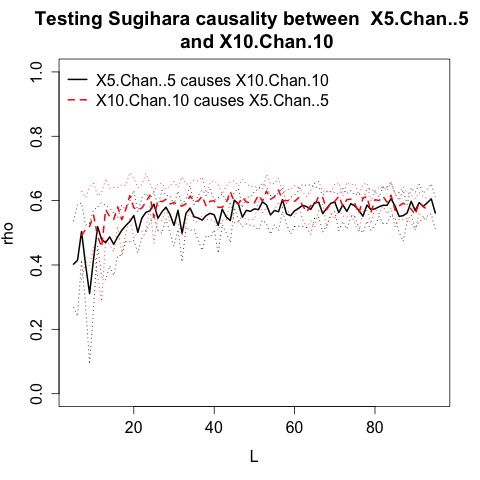 Testing Sugihara causality between  X5.Chan..5
and X10.Chan.10
X5.Chan..5 causes X10.Chan.10
X10.Chan.10 causes X5.Chan..5
rho
1.0
0.8
0.6
0.4
0.2
0.0
20 40 60 80
L